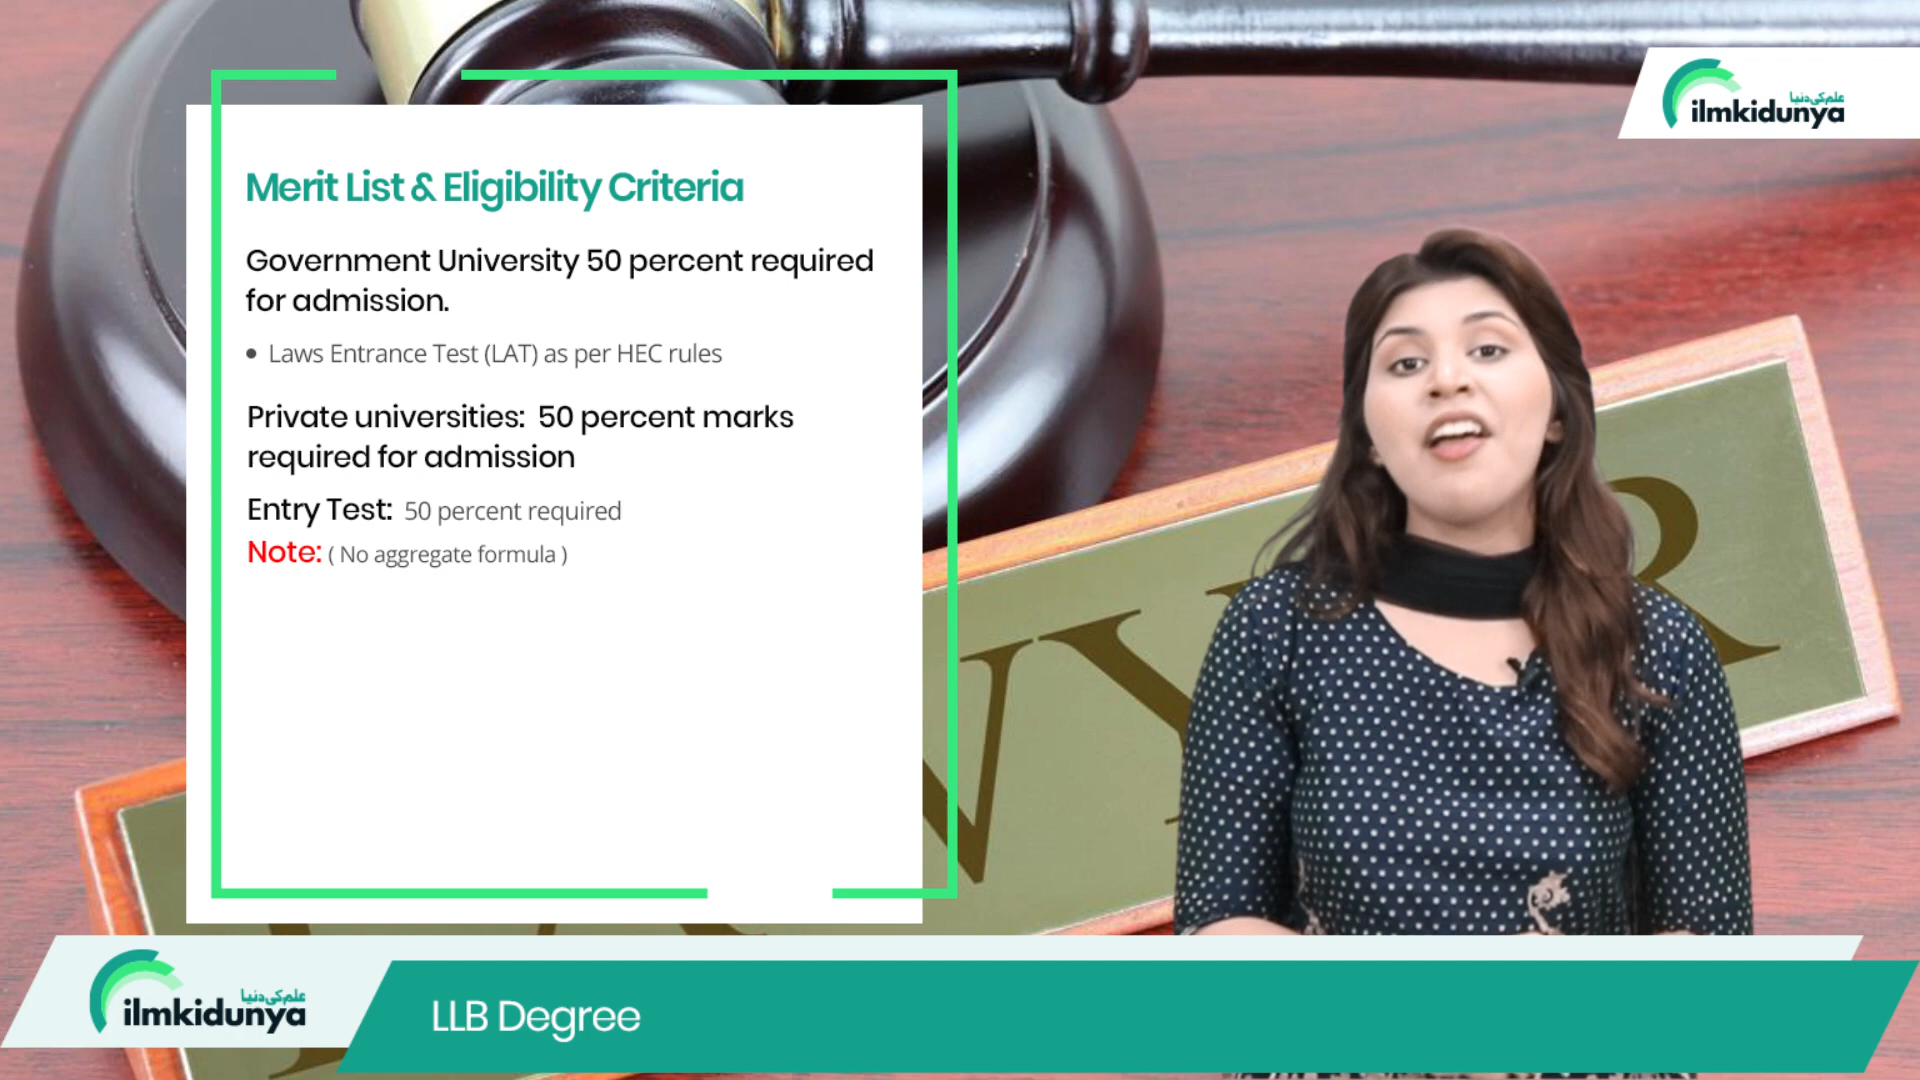 علم کی دنیا
ilmkidunya
Merit List & Eligibility Criteria
Government University 50 percent required
for admission.
• Laws Entrance Test (LAT) as per HEC rules
Private universities:  50 percent marks
required for admission
Entry Test:  50 percent required
Note: ( No aggregate formula )
علم کی دنیا
ilmkidunya
LLB Degree